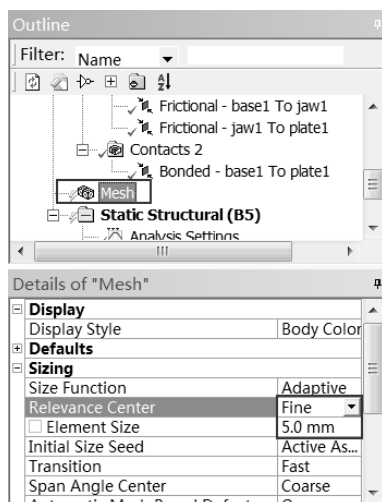 Outline
Filter: Name
Frictional - base1 To jaw1
Frictional - jaw1 To plate1
Contacts 2
Bonded - base1 To plate1
Mesh
Static Structural (B5)
Analysis Settings
Details of "Mesh"
Display
Display Style Body Color
Defaults
Sizing
Size Function Adaptive
Relevance Center Fine
Element Size 5.0 mm
Initial Size Seed Active As...
Transition Fast
Span Angle Center Coarse